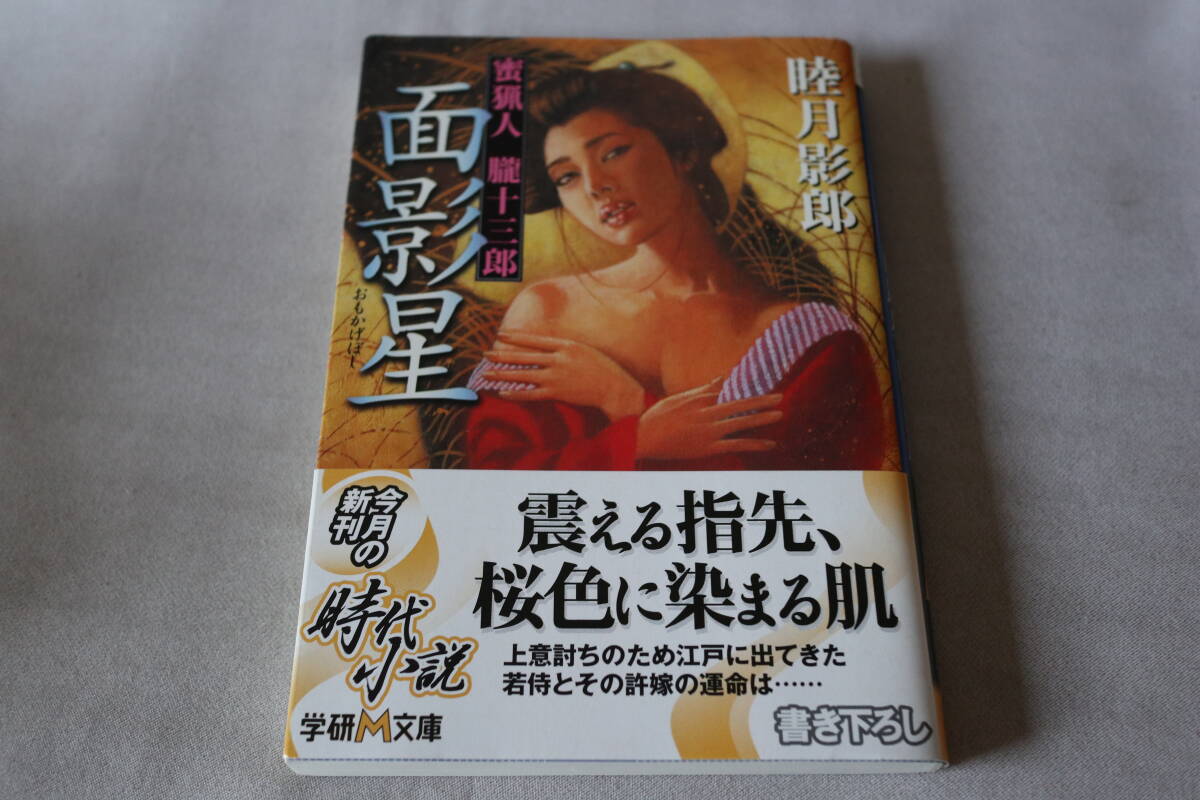 睦月影郎
蜜猟人 朧十三郎
面影星
おもかげぼし
今月の
新刊
時代
小説
震える指先、
桜色に染まる肌
上意討ちのため江戸に出てきた
若侍とその許嫁の運命は……
学研M文庫
書き下ろし